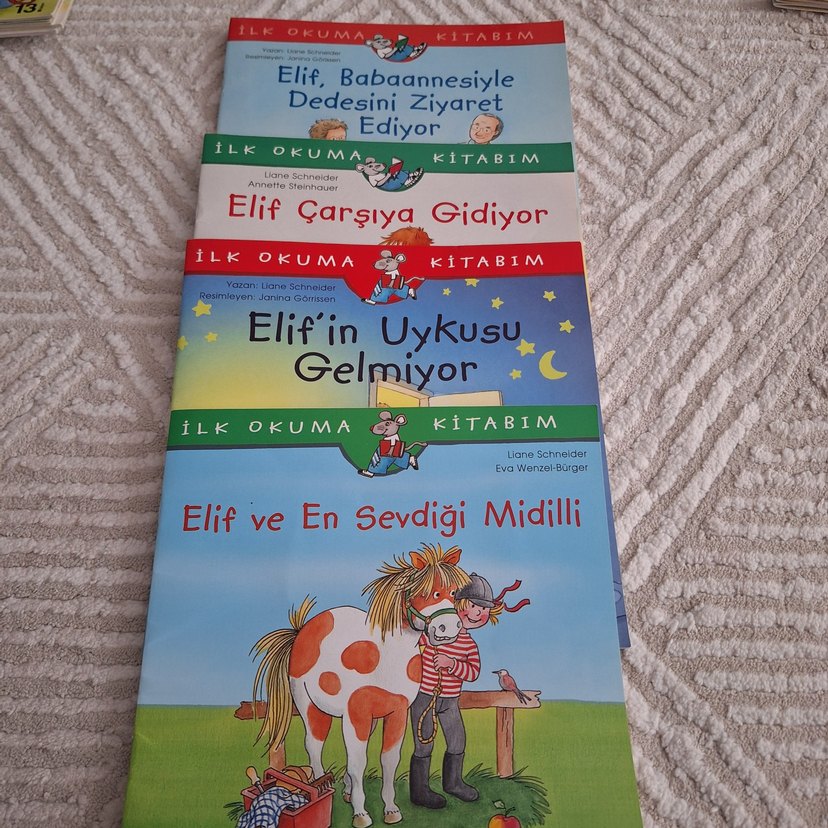 13!
İLK OKUMA KİTABIM
Yazan: Liane Schneider
Resimleyen: Janina Görissen
Elif, Babaannesiyle
Dedesini Ziyaret
Ediyor
İLK OKUMA KİTABIM
Liane Schneider
Annette Steinhauer
Elif Çarşıya Gidiyor
İLK OKUMA KİTABIM
Yazan: Liane Schneider
Resimleyen: Janina Görrissen
Elif'in Uykusu
Gelmiyor
İLK OKUMA KİTABIM
Liane Schneider
Eva Wenzel-Bürger
Elif ve En Sevdiği Midilli